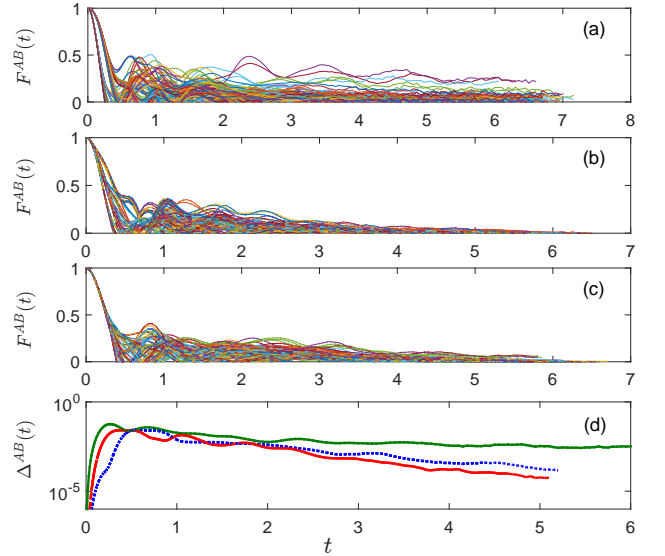 1
0.5
0
F^{AB}(t)
(a)
0 1 2 3 4 5 6 7 8
1
0.5
0
F^{AB}(t)
(b)
0 1 2 3 4 5 6 7
1
0.5
0
F^{AB}(t)
(c)
0 1 2 3 4 5 6 7
10^0
10^{-5}
Δ^{AB}(t)
(d)
0 1 2 3 4 5 6
t